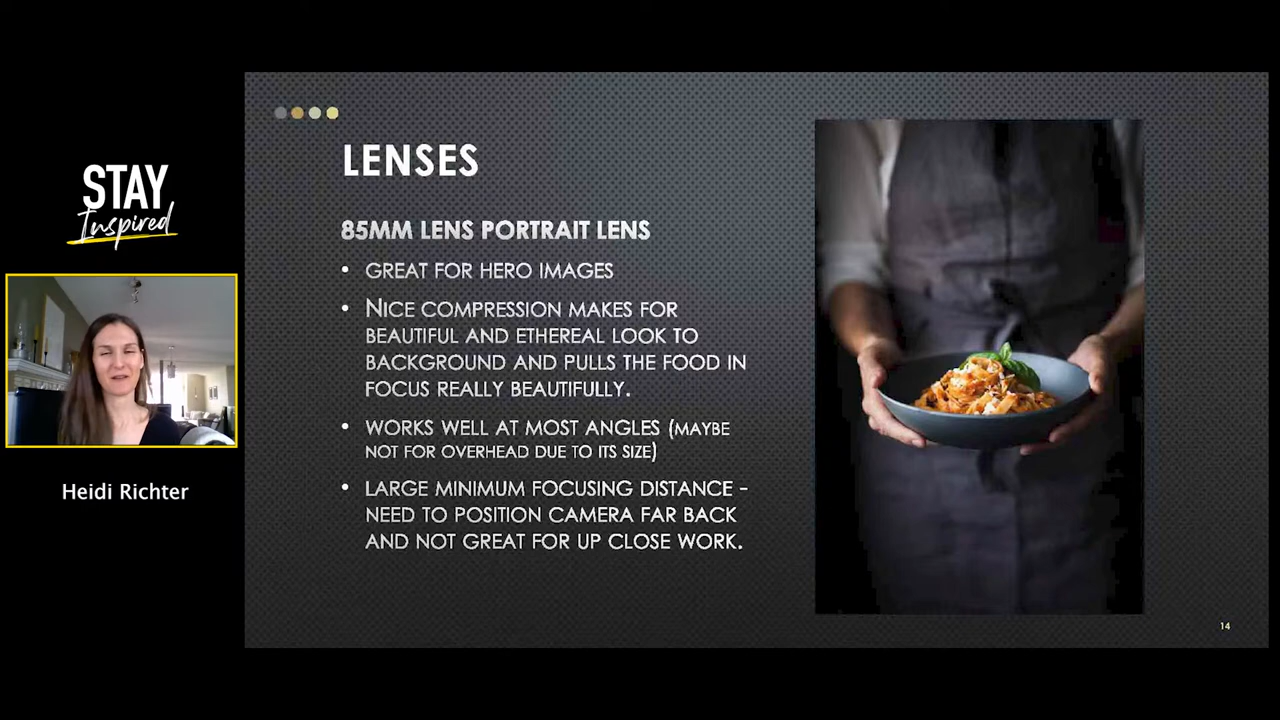 STAY
Inspired
Heidi Richter
LENSES
85MM LENS PORTRAIT LENS
• GREAT FOR HERO IMAGES
• NICE COMPRESSION MAKES FOR
BEAUTIFUL AND ETHEREAL LOOK TO
BACKGROUND AND PULLS THE FOOD IN
FOCUS REALLY BEAUTIFULLY.
• WORKS WELL AT MOST ANGLES (MAYBE
NOT FOR OVERHEAD DUE TO ITS SIZE)
• LARGE MINIMUM FOCUSING DISTANCE -
NEED TO POSITION CAMERA FAR BACK
AND NOT GREAT FOR UP CLOSE WORK.
14